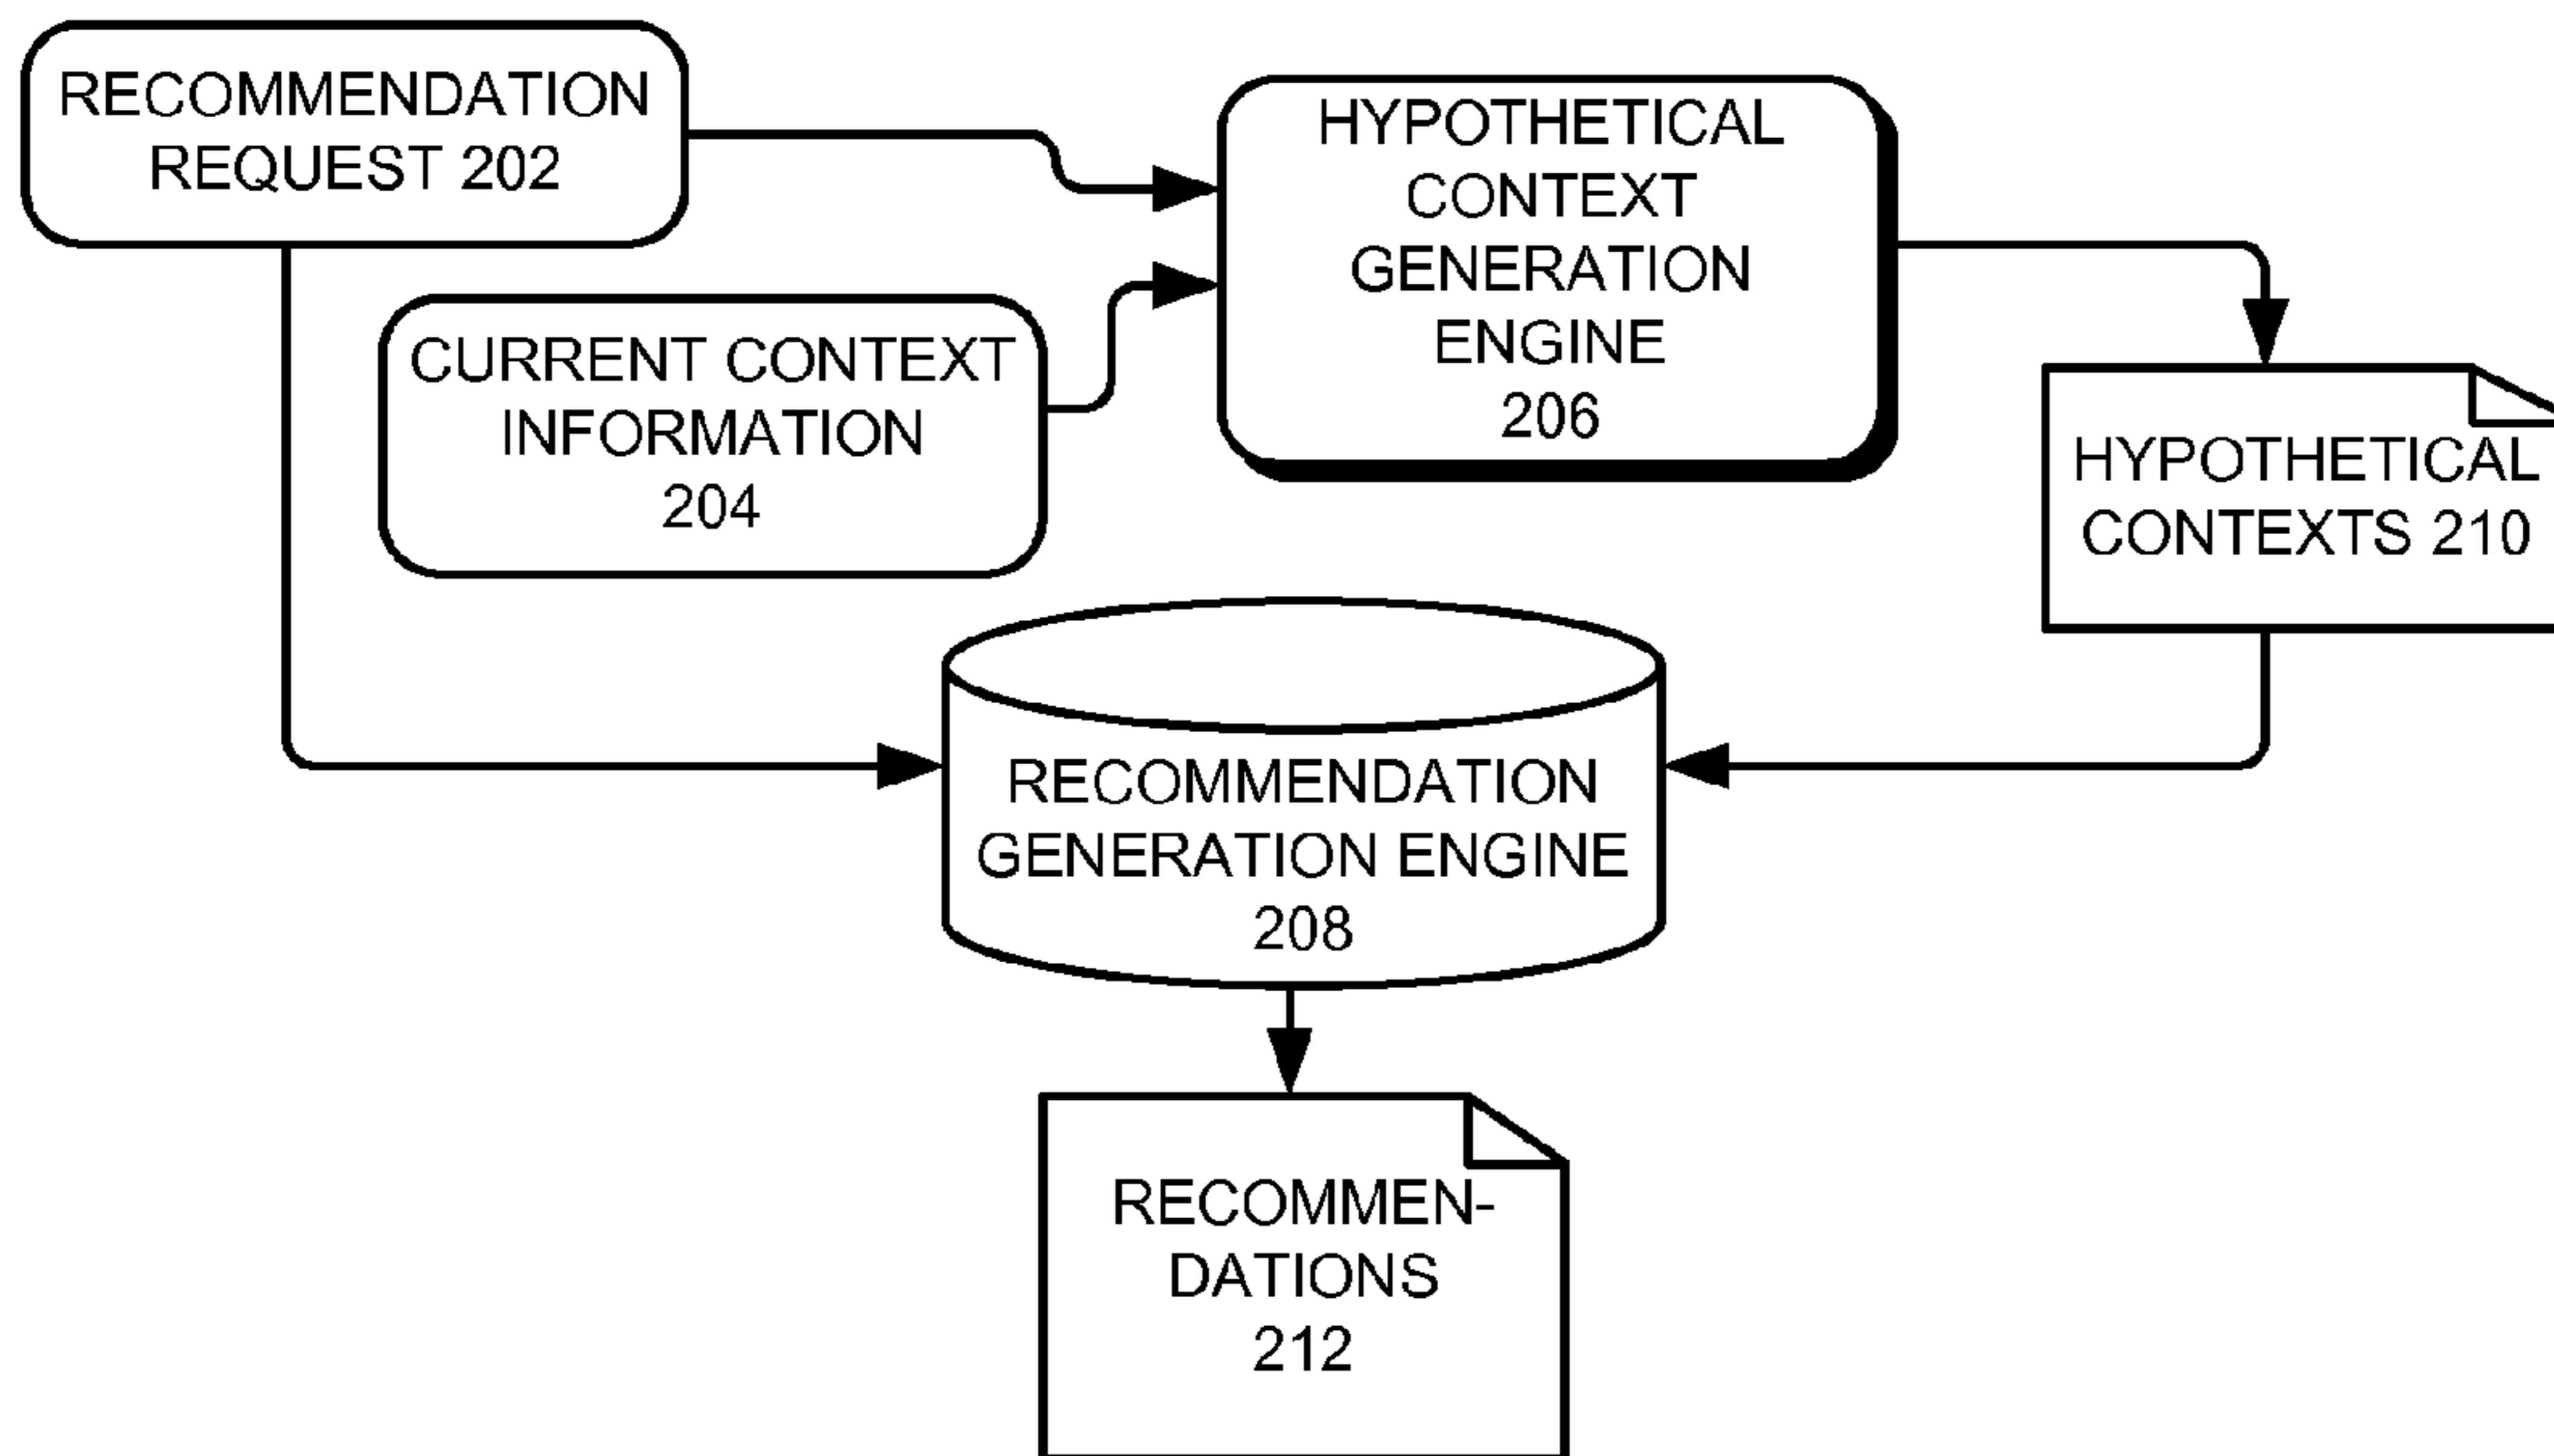 RECOMMENDATION
REQUEST 202
HYPOTHETICAL
CONTEXT
GENERATION
ENGINE
206
CURRENT CONTEXT
INFORMATION
204
HYPOTHETICAL
CONTEXTS 210
RECOMMENDATION
GENERATION ENGINE
208
RECOMMEN-
DATIONS
212